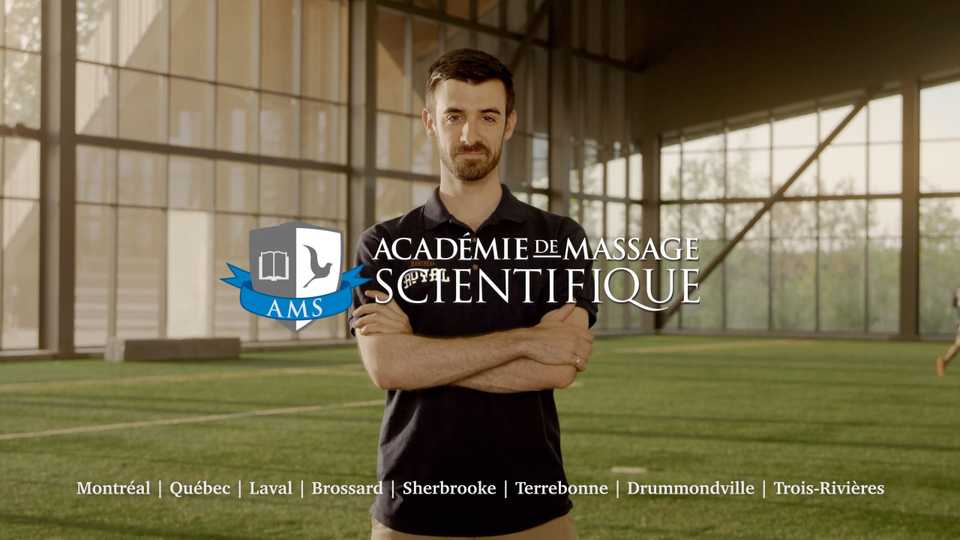 ACADÉMIE DE MASSAGE
SCIENTIFIQUE
AMS
Montréal | Québec | Laval | Brossard | Sherbrooke | Terrebonne | Drummondville | Trois-Rivières